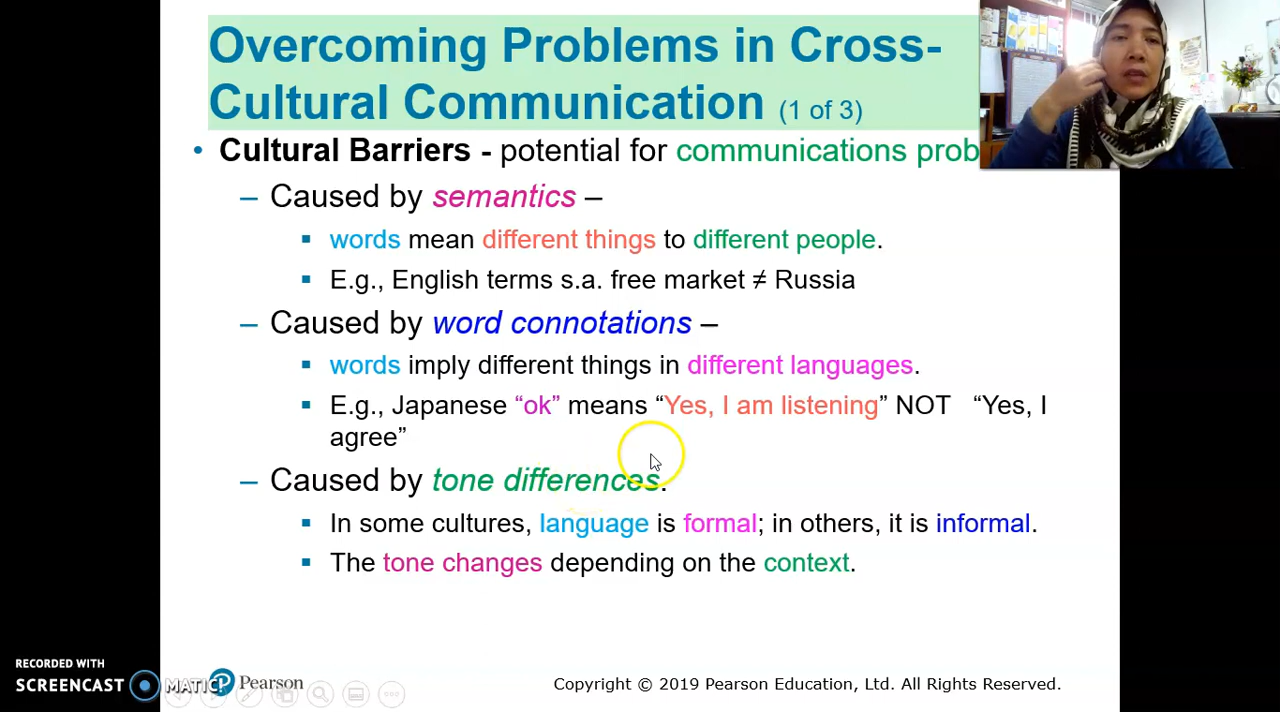 Overcoming Problems in Cross-
Cultural Communication (1 of 3)
• Cultural Barriers - potential for communications prob
– Caused by semantics –
▪ words mean different things to different people.
▪ E.g., English terms s.a. free market ≠ Russia
– Caused by word connotations –
▪ words imply different things in different languages.
▪ E.g., Japanese “ok” means “Yes, I am listening” NOT “Yes, I
agree”
– Caused by tone differences.
▪ In some cultures, language is formal; in others, it is informal.
▪ The tone changes depending on the context.
RECORDED WITH
SCREENCAST MATIC
Pearson
Copyright © 2019 Pearson Education, Ltd. All Rights Reserved.